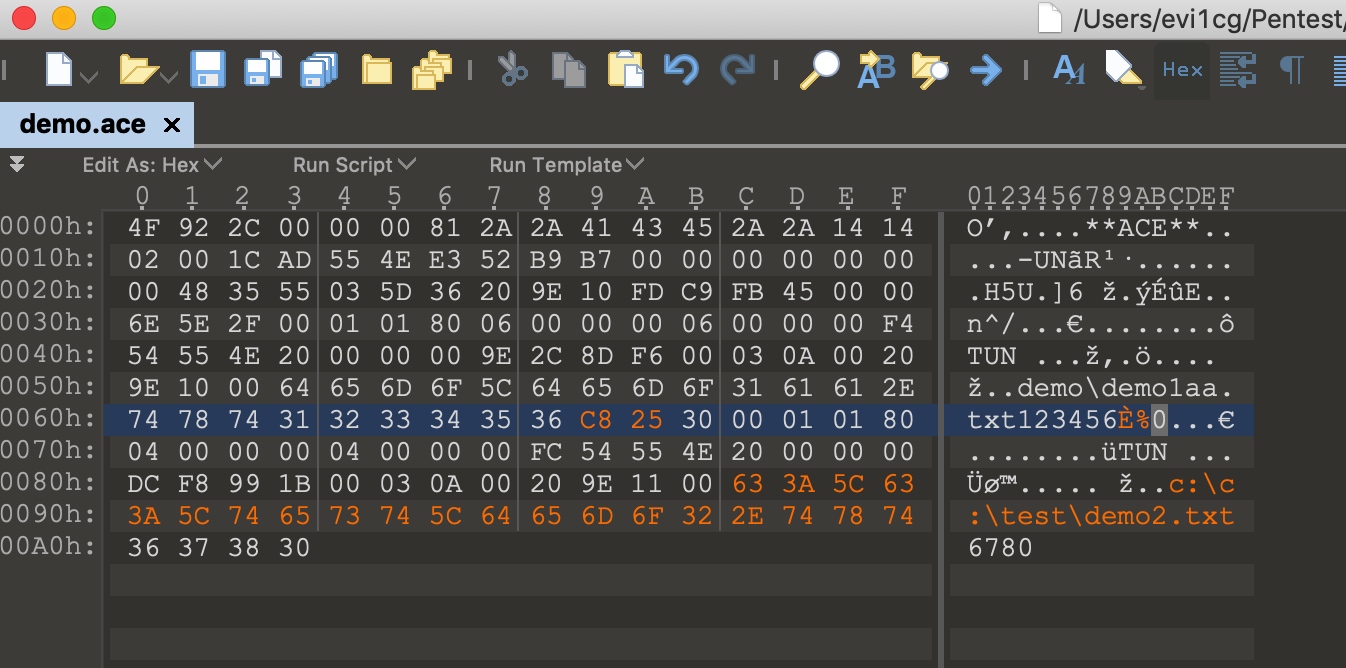 /Users/evi1cg/Pentest/
Hex
demo.ace ×
Edit As: Hex Run Script Run Template
0 1 2 3 4 5 6 7 8 9 A B C D E F 0123456789ABCDEF
0000h: 4F 92 2C 00 00 00 81 2A 2A 41 43 45 2A 2A 14 14 O’,....**ACE**..
0010h: 02 00 1C AD 55 4E E3 52 B9 B7 00 00 00 00 00 00 ...-UNãR¹·......
0020h: 00 48 35 55 03 5D 36 20 9E 10 FD C9 FB 45 00 00 .H5U.]6 ž.ýÉûE..
0030h: 6E 5E 2F 00 01 01 80 06 00 00 00 06 00 00 00 F4 n^/...€........ô
0040h: 54 55 4E 20 00 00 00 9E 2C 8D F6 00 03 0A 00 20 TUN ...ž,.ö....
0050h: 9E 10 00 64 65 6D 6F 5C 64 65 6D 6F 31 61 61 2E ž..demo\demo1aa.
0060h: 74 78 74 31 32 33 34 35 36 C8 25 30 00 01 01 80 txt123456È%0...€
0070h: 04 00 00 00 04 00 00 00 FC 54 55 4E 20 00 00 00 ........üTUN ...
0080h: DC F8 99 1B 00 03 0A 00 20 9E 11 00 63 3A 5C 63 Üø™..... ž..c:\c
0090h: 3A 5C 74 65 73 74 5C 64 65 6D 6F 32 2E 74 78 74 :\test\demo2.txt
00A0h: 36 37 38 30 6780